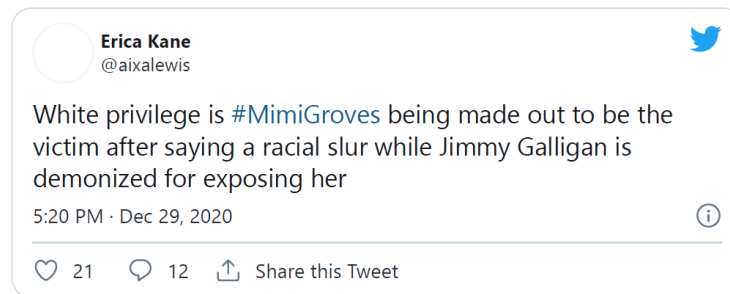 Erica Kane
@aixalewis
White privilege is #MimiGroves being made out to be the
victim after saying a racial slur while Jimmy Galligan is
demonized for exposing her
5:20 PM · Dec 29, 2020
21 12 Share this Tweet